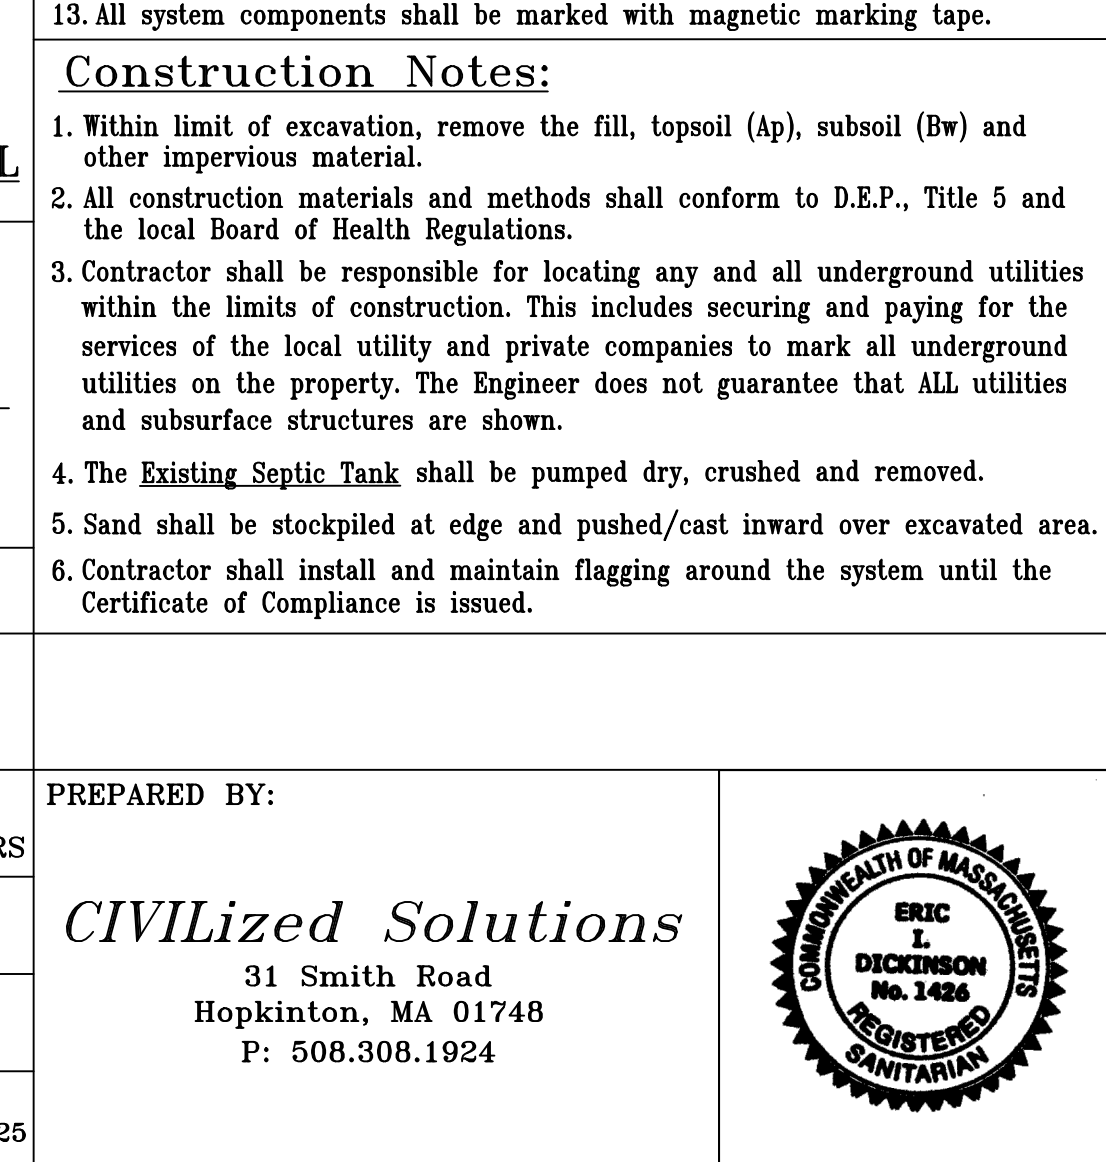 13. All system components shall be marked with magnetic marking tape.
Construction Notes:
1. Within limit of excavation, remove the fill, topsoil (Ap), subsoil (Bw) and
other impervious material.
2. All construction materials and methods shall conform to D.E.P., Title 5 and
the local Board of Health Regulations.
3. Contractor shall be responsible for locating any and all underground utilities
within the limits of construction. This includes securing and paying for the
services of the local utility and private companies to mark all underground
utilities on the property. The Engineer does not guarantee that ALL utilities
and subsurface structures are shown.
4. The Existing Septic Tank shall be pumped dry, crushed and removed.
5. Sand shall be stockpiled at edge and pushed/cast inward over excavated area.
6. Contractor shall install and maintain flagging around the system until the
Certificate of Compliance is issued.
L
RS
25
PREPARED BY:
CIVILized Solutions
31 Smith Road
Hopkinton, MA 01748
P: 508.308.1924
COMMONWEALTH OF MASSACHUSETTS
ERIC
I.
DICKINSON
No. 1426
REGISTERED
SANITARIAN